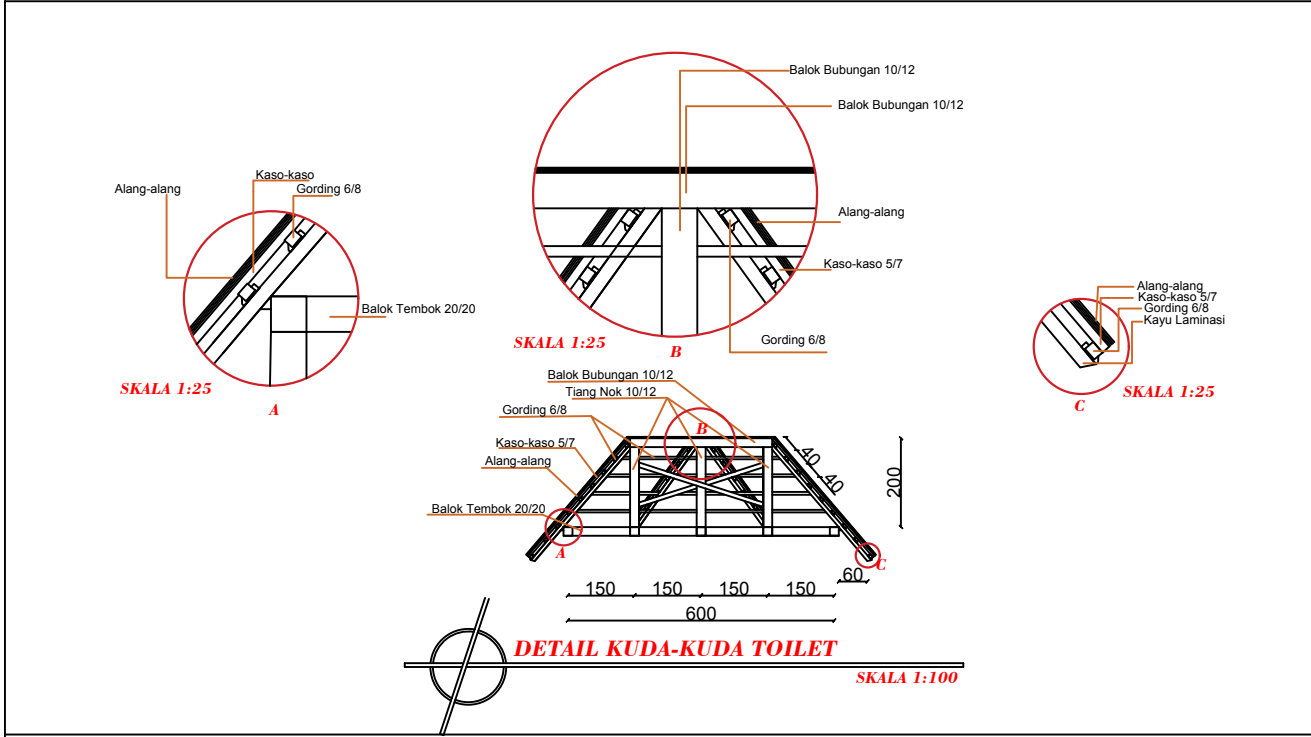 Balok Bubungan 10/12
Balok Bubungan 10/12
Kaso-kaso
Alang-alang
Gording 6/8
Alang-alang
Kaso-kaso 5/7
Balok Tembok 20/20
Gording 6/8
SKALA 1:25
B
SKALA 1:25
A
Alang-alang
Kaso-kaso 5/7
Gording 6/8
Kayu Laminasi
SKALA 1:25
C
Balok Bubungan 10/12
Tiang Nok 10/12
Gording 6/8
B
Kaso-kaso 5/7
Alang-alang
Balok Tembok 20/20
A
C
40
40
200
60
150 150 150 150
600
DETAIL KUDA-KUDA TOILET
SKALA 1:100